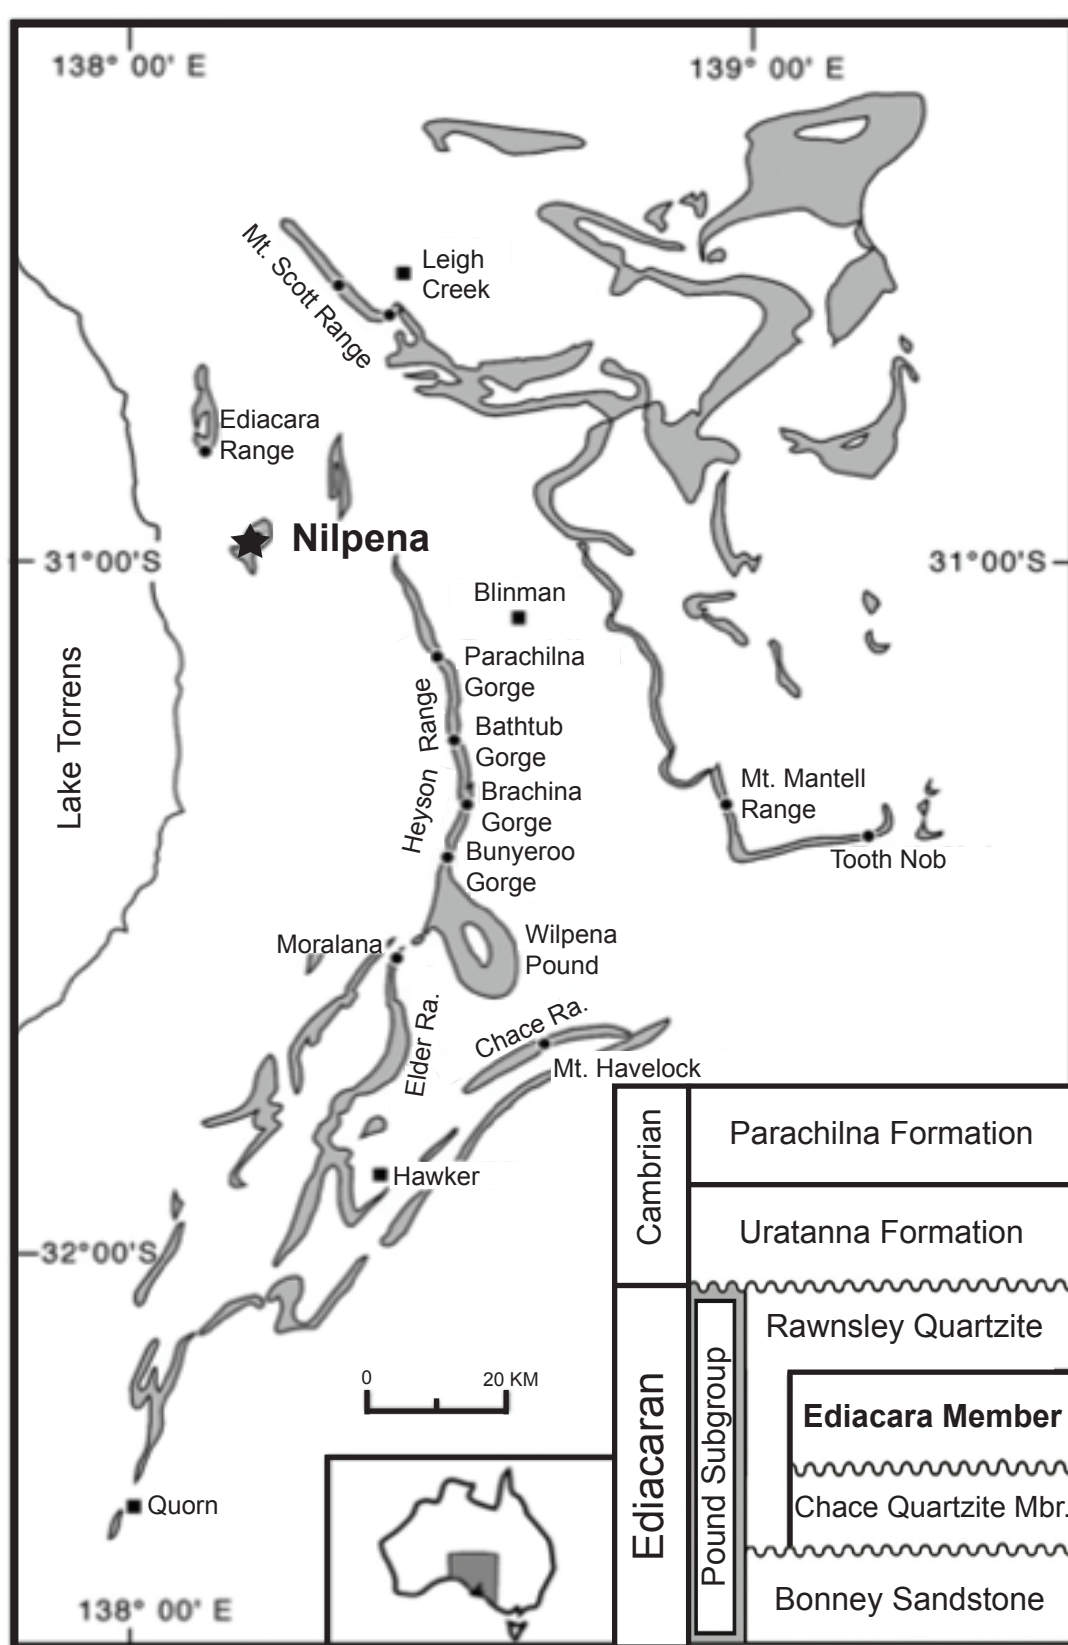 138° 00' E
139° 00' E
Mt. Scott Range
Leigh
Creek
Ediacara
Range
Nilpena
31°00'S
31°00'S
Blinman
Lake Torrens
Parachilna
Gorge
Heyson Range
Bathtub
Gorge
Brachina
Gorge
Bunyeroo
Gorge
Mt. Mantell
Range
Tooth Nob
Moralana
Wilpena
Pound
Elder Ra.
Chace Ra.
Mt. Havelock
Hawker
32°00'S
0
20 KM
Quorn
138° 00' E
Cambrian
Parachilna Formation
Uratanna Formation
Ediacaran
Pound Subgroup
Rawnsley Quartzite
Ediacara Member
Chace Quartzite Mbr.
Bonney Sandstone